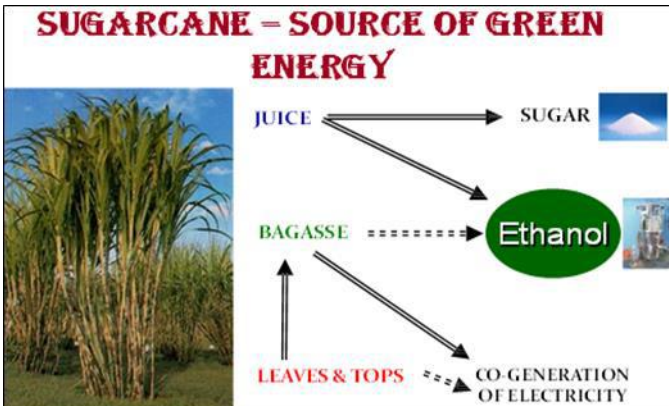 SUGARCANE – SOURCE OF GREEN
ENERGY
JUICE
SUGAR
BAGASSE
Ethanol
LEAVES & TOPS
CO-GENERATION
OF ELECTRICITY